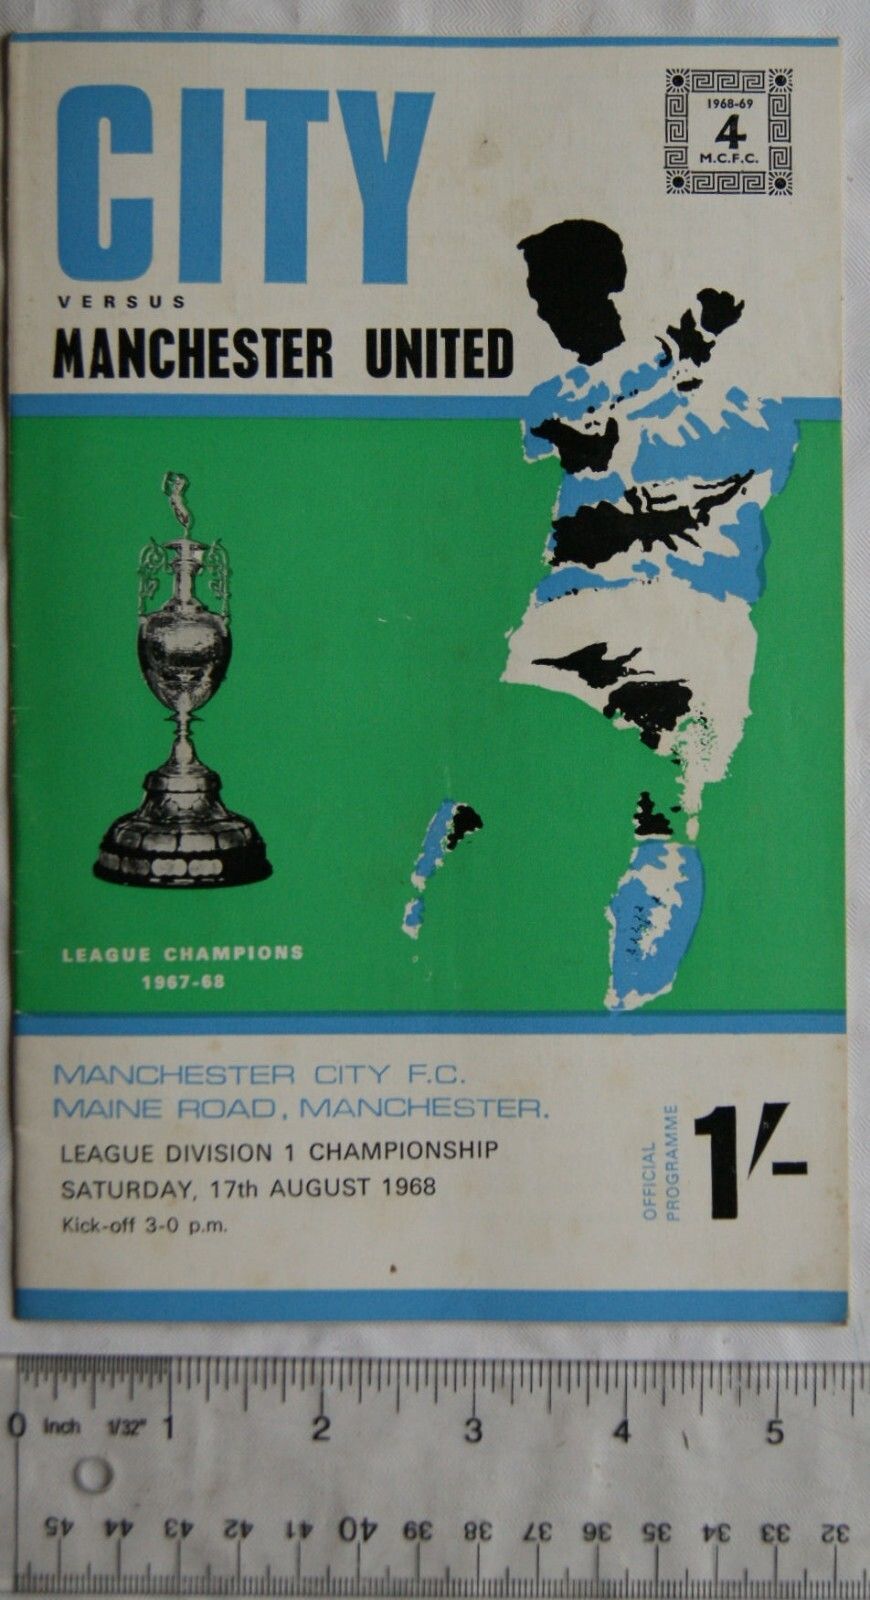 CITY
1968-69
4
M.C.F.C.
VERSUS
MANCHESTER UNITED
LEAGUE CHAMPIONS
1967-68
MANCHESTER CITY F.C.
MAINE ROAD, MANCHESTER.
LEAGUE DIVISION 1 CHAMPIONSHIP
SATURDAY, 17th AUGUST 1968
Kick-off 3-0 p.m.
OFFICIAL
PROGRAMME
1/-
0 Inch 1/32" 1 2 3 4 5
45 44 43 42 41 40 39 38 37 36 35 34 33 32